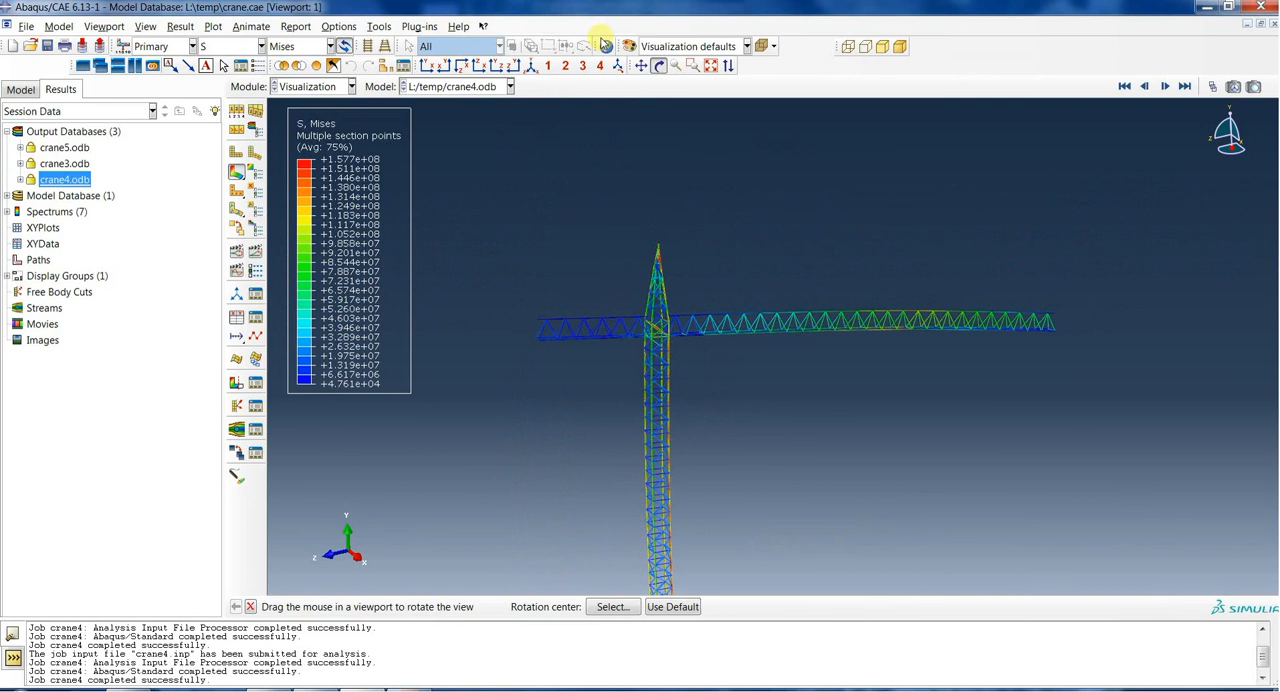 Abaqus/CAE 6.13-1 - Model Database: L:\temp\crane.cae [Viewport: 1]
File Model Viewport View Result Plot Animate Report Options Tools Plug-ins Help
Primary S Mises All Visualization defaults
1 2 3 4
Model Results Module: Visualization Model: L:/temp/crane4.odb
Session Data
Output Databases (3)
crane5.odb
crane3.odb
crane4.odb
Model Database (1)
Spectrums (7)
XYPlots
XYData
Paths
Display Groups (1)
Free Body Cuts
Streams
Movies
Images
S, Mises
Multiple section points
(Avg: 75%)
+1.577e+08
+1.511e+08
+1.446e+08
+1.380e+08
+1.314e+08
+1.249e+08
+1.183e+08
+1.117e+08
+1.052e+08
+9.858e+07
+9.201e+07
+8.544e+07
+7.887e+07
+7.231e+07
+6.574e+07
+5.917e+07
+5.260e+07
+4.603e+07
+3.946e+07
+3.289e+07
+2.632e+07
+1.975e+07
+1.319e+07
+6.617e+06
+4.761e+04
Y
Z
Y
Z
X
Drag the mouse in a viewport to rotate the view Rotation center: Select... Use Default
SIMULIA
Job crane4: Analysis Input File Processor completed successfully.
Job crane4: Abaqus/Standard completed successfully.
Job crane4 completed successfully.
The job input file "crane4.inp" has been submitted for analysis.
Job crane4: Analysis Input File Processor completed successfully.
Job crane4: Abaqus/Standard completed successfully.
Job crane4 completed successfully.